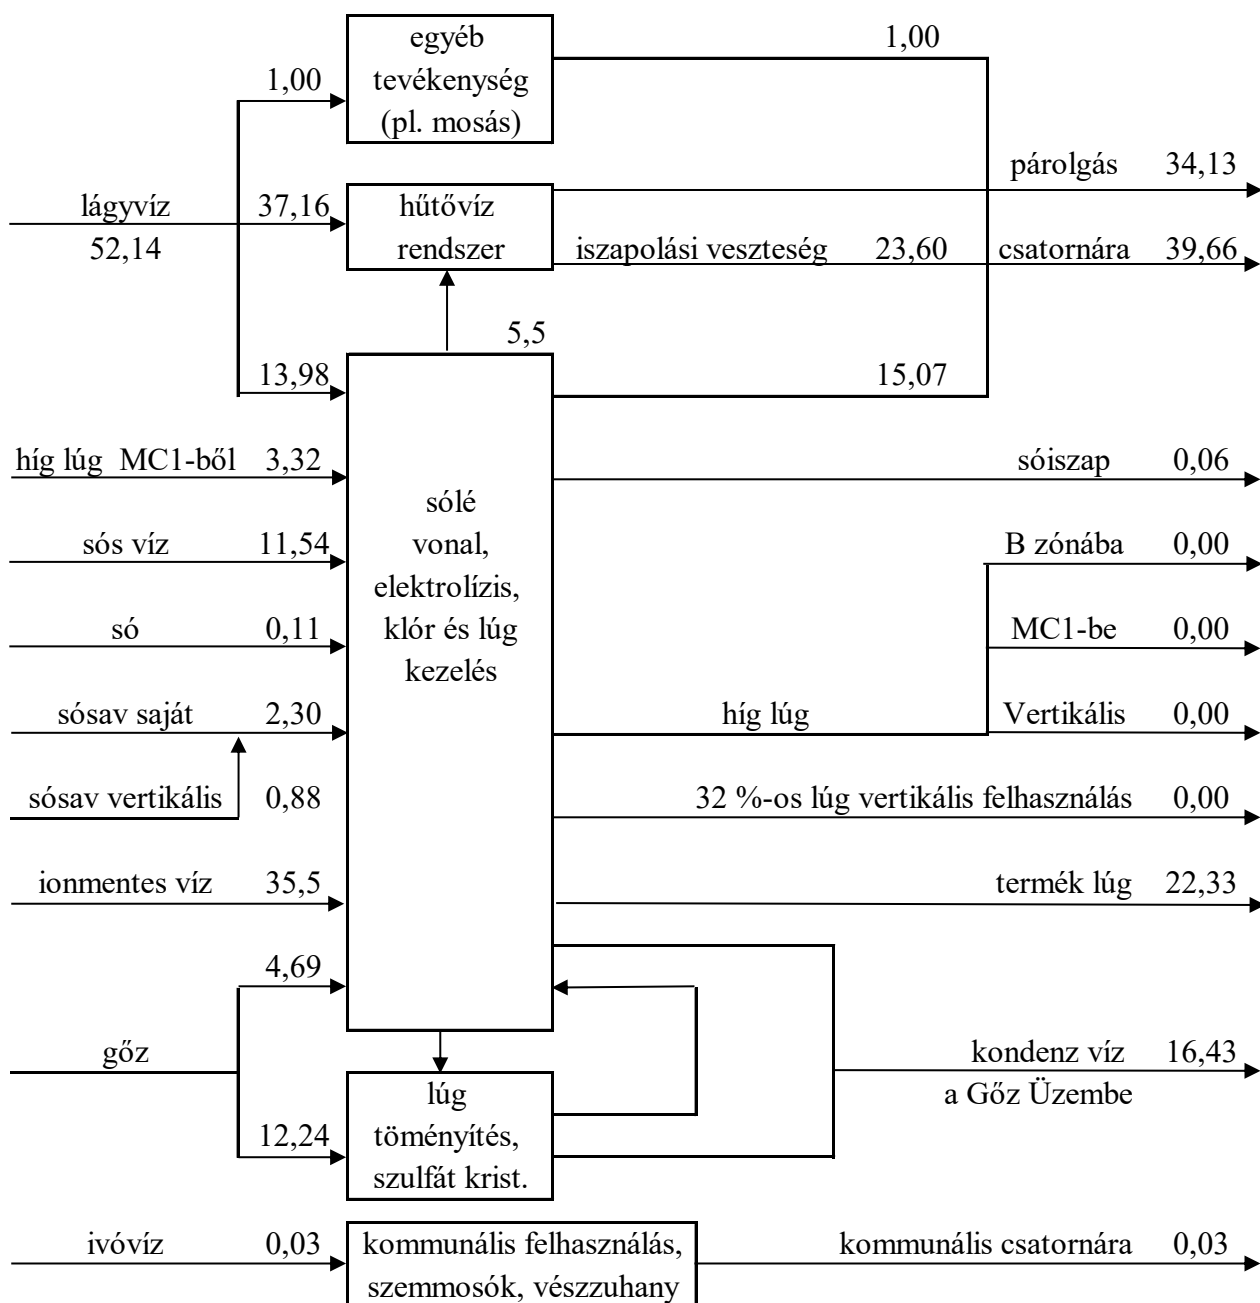 egyéb
tevékenység
(pl. mosás)
1,00
1,00
lágyvíz
52,14
37,16
hűtővíz
rendszer
párolgás 34,13
iszapolási veszteség 23,60
csatornára 39,66
5,5
13,98
15,07
híg lúg MC1-ből 3,32
sóiszap 0,06
sólé
vonal,
elektrolízis,
klór és lúg
kezelés
sós víz 11,54
B zónába 0,00
só 0,11
MC1-be 0,00
sósav saját 2,30
híg lúg
Vertikális 0,00
sósav vertikális 0,88
32 %-os lúg vertikális felhasználás 0,00
ionmentes víz 35,5
termék lúg 22,33
4,69
gőz
kondenz víz 16,43
a Gőz Üzembe
12,24
lúg
töményítés,
szulfát krist.
ivóvíz 0,03
kommunális felhasználás,
szemmosók, vészzuhany
kommunális csatornára 0,03